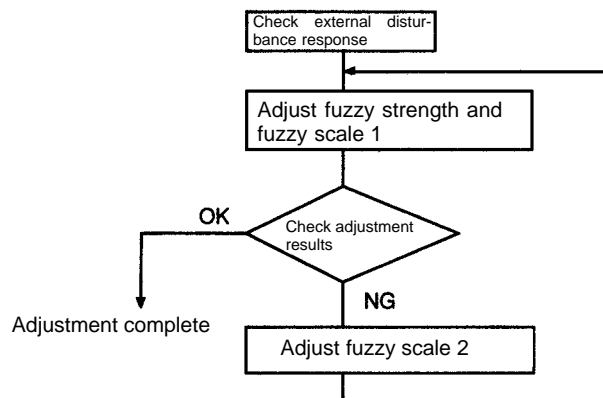 Check external distur-
bance response
Adjust fuzzy strength and
fuzzy scale 1
OK
Check adjustment
results
NG
Adjustment complete
Adjust fuzzy scale 2